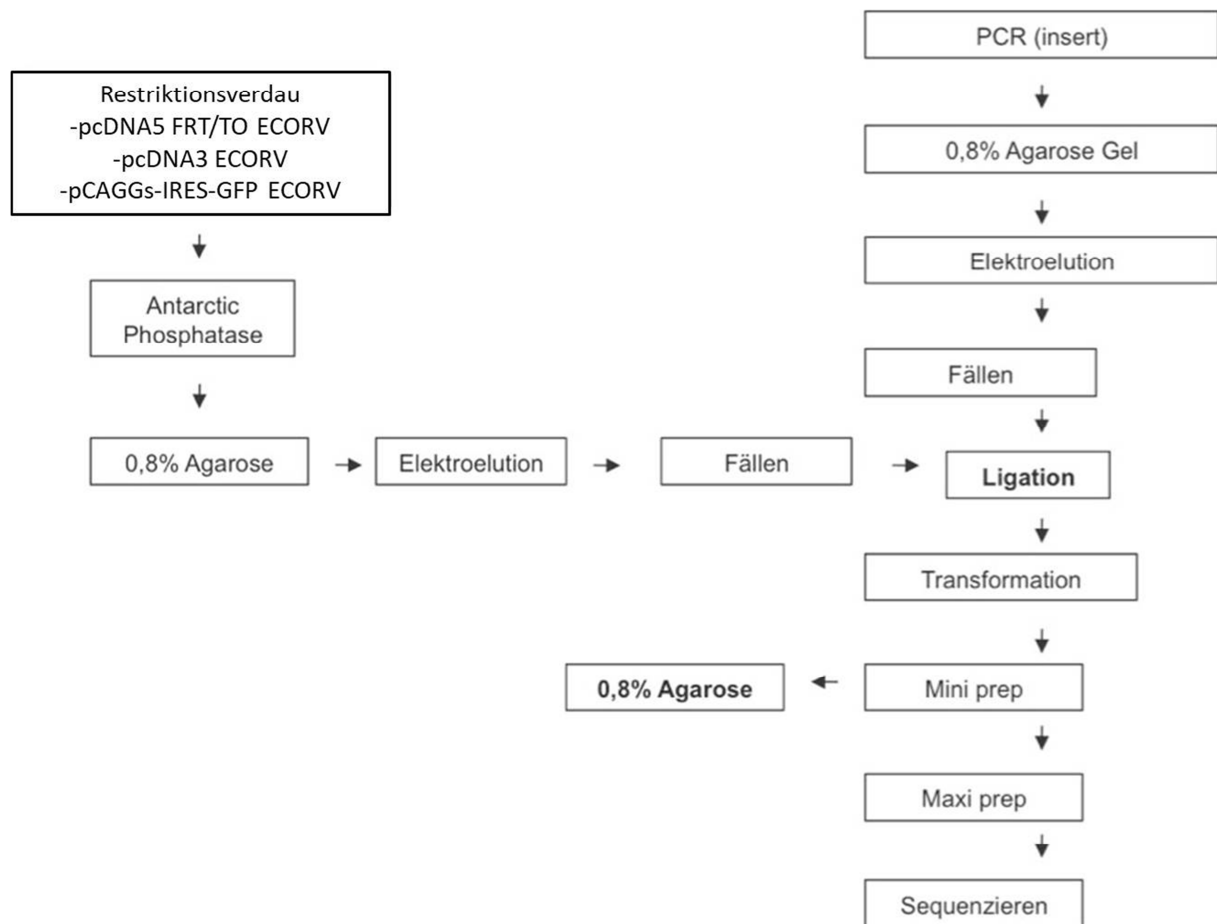 PCR (insert)
Restriktionsverdau
-pcDNA5 FRT/TO ECORV
-pcDNA3 ECORV
-pCAGGs-IRES-GFP ECORV
0,8% Agarose Gel
Elektroelution
Antarctic
Phosphatase
Fällen
0,8% Agarose
Elektroelution
Fällen
Ligation
Transformation
0,8% Agarose
Mini prep
Maxi prep
Sequenzieren